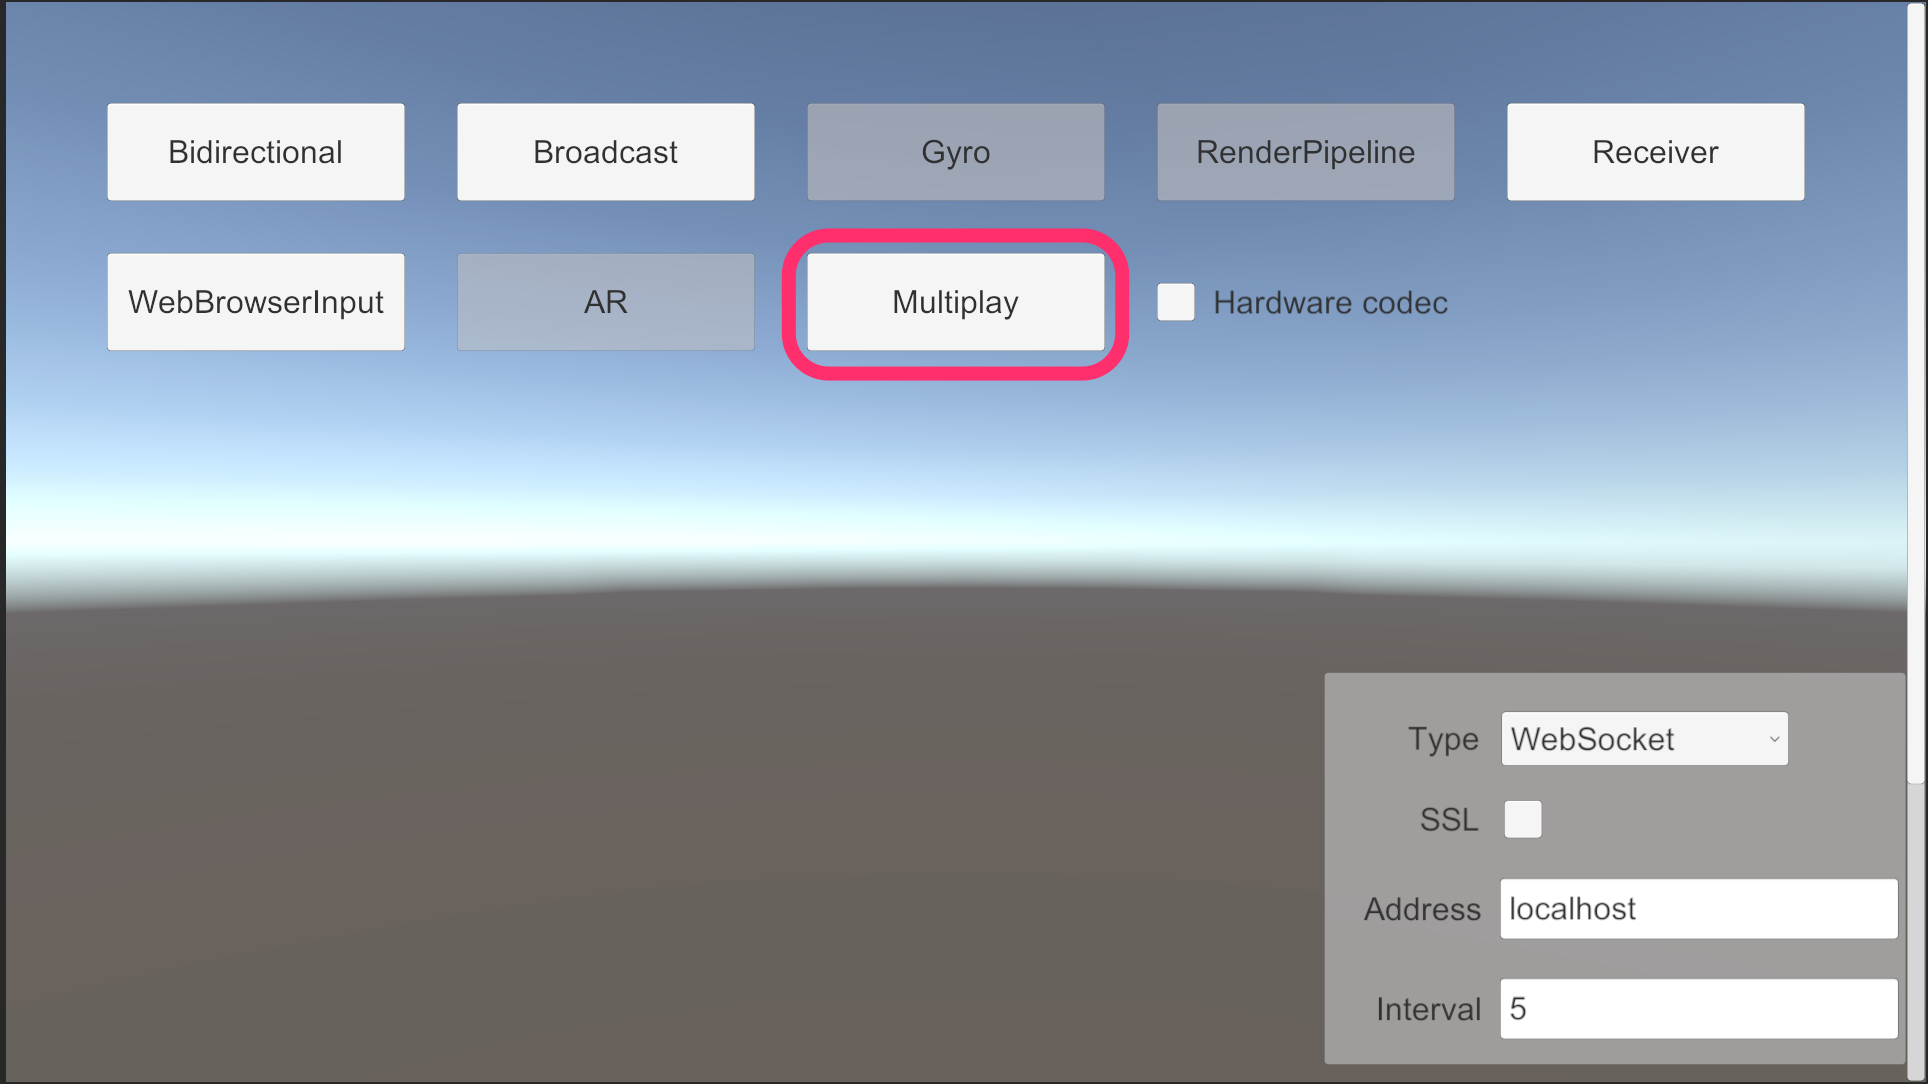 Bidirectional
Broadcast
Gyro
RenderPipeline
Receiver
WebBrowserInput
AR
Multiplay
Hardware codec
Type WebSocket
SSL
Address localhost
Interval 5